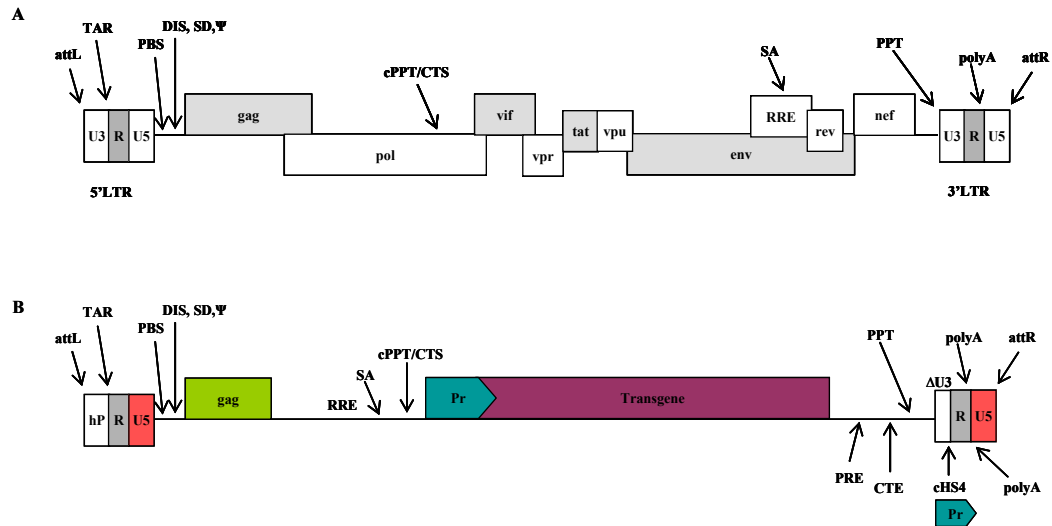 A
DIS, SD,Ψ
TAR
PBS
attL
cPPT/CTS
SA
PPT
polyA
attR
U3 R U5
gag
pol
vif
vpr
tat
vpu
env
RRE
rev
nef
U3 R U5
5'LTR
3'LTR
B
DIS, SD,Ψ
TAR
PBS
attL
cPPT/CTS
SA
RRE
PPT
polyA
attR
ΔU3
hP R U5
gag
Pr
Transgene
R U5
PRE
CTE
cHS4
polyA
Pr